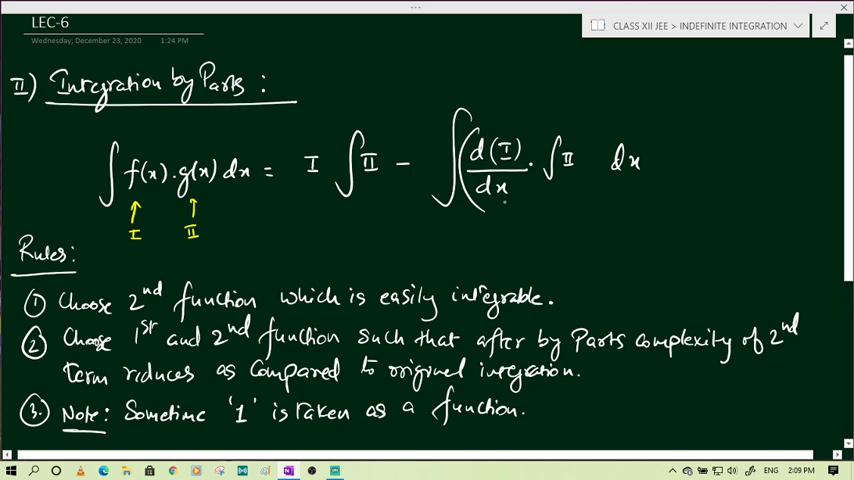 LEC-6
Wednesday, December 23, 2020 1:24 PM
CLASS XII JEE > INDEFINITE INTEGRATION
II) Integration by Parts :
∫ f(x) . g(x) dx = I ∫ II − ∫ ( d(I)/dx . ∫ II dx
I II
Rules:
① Choose 2nd function which is easily integrable.
② Choose 1st and 2nd function such that after by Parts complexity of 2nd
term reduces as compared to original integration.
③. Note: Sometime '1' is taken as a function.
ENG 2:09 PM